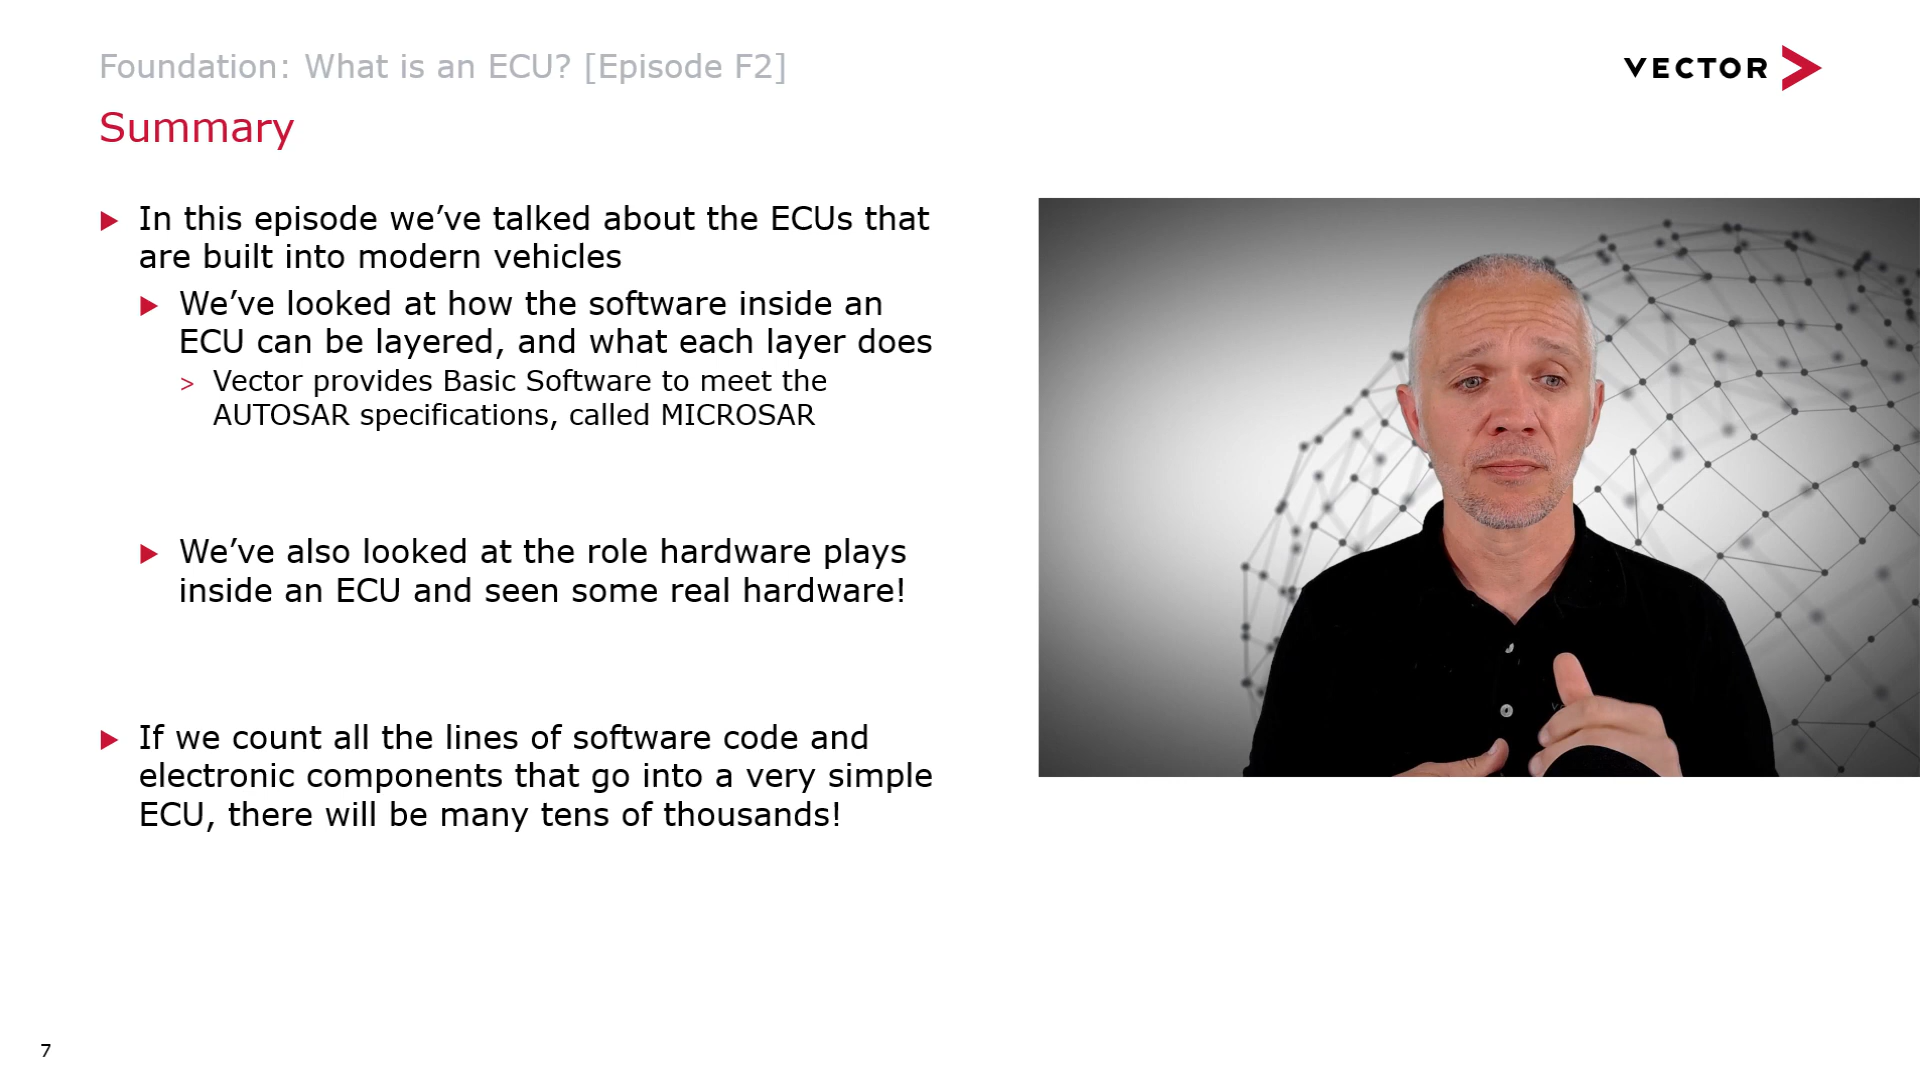 Foundation: What is an ECU? [Episode F2]
VECTOR
Summary
In this episode we’ve talked about the ECUs that
are built into modern vehicles
We’ve looked at how the software inside an
ECU can be layered, and what each layer does
> Vector provides Basic Software to meet the
AUTOSAR specifications, called MICROSAR
We’ve also looked at the role hardware plays
inside an ECU and seen some real hardware!
If we count all the lines of software code and
electronic components that go into a very simple
ECU, there will be many tens of thousands!
7